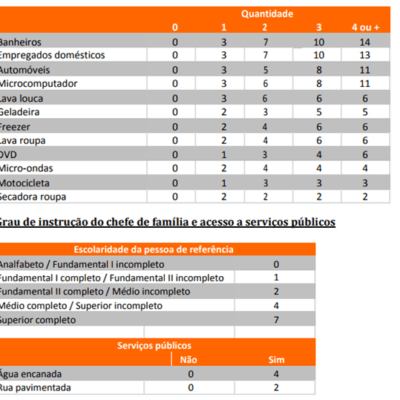 Quantidade
0 1 2 3 4 ou +
Banheiros 0 3 7 10 14
Empregados domésticos 0 3 7 10 13
Automóveis 0 3 5 8 11
Microcomputador 0 3 6 8 11
Lava louca 0 3 6 6 6
Geladeira 0 2 3 5 5
Freezer 0 2 4 6 6
Lava roupa 0 2 4 6 6
DVD 0 1 3 4 6
Micro-ondas 0 2 4 4 4
Motocicleta 0 1 3 3 3
Secadora roupa 0 2 2 2 2
Grau de instrução do chefe de família e acesso a serviços públicos
Escolaridade da pessoa de referência
Analfabeto / Fundamental I incompleto 0
Fundamental I completo / Fundamental II incompleto 1
Fundamental II completo / Médio incompleto 2
Médio completo / Superior incompleto 4
Superior completo 7
Serviços públicos
Não Sim
Água encanada 0 4
Rua pavimentada 0 2